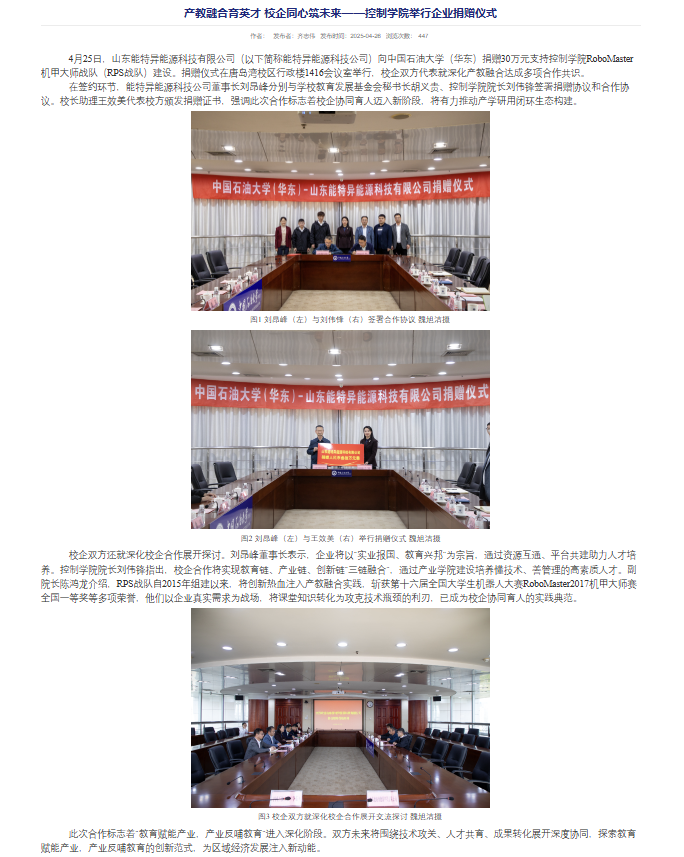 产教融合育英才 校企同心筑未来——控制学院举行企业捐赠仪式
作者： 发布者：齐志伟 发布时间：2025-04-28 浏览次数： 447
4月25日，山东能特异能源科技有限公司（以下简称能特异能源科技公司）向中国石油大学（华东）捐赠30万元支持控制学院RoboMaster
机甲大师战队（RPS战队）建设。捐赠仪式在唐岛湾校区行政楼1416会议室举行，校企双方代表就深化产教融合达成多项合作共识。
在签约环节，能特异能源科技公司董事长刘昂峰分别与学校教育发展基金会秘书长胡义贵、控制学院院长刘伟锋签署捐赠协议和合作协
议。校长助理王效美代表校方颁发捐赠证书，强调此次合作标志若校企协同育人迈入新阶段，将有力推动产学研用闭环生态构建。
中国石油大学（华东）-山东能特异能源科技有限公司捐赠仪式
图1 刘昂峰（左）与刘伟锋（右）签署合作协议 魏旭洁摄
中国石油大学（华东）-山东能特异能源科技有限公司捐赠仪式
图2 刘昂峰（左）与王效美（右）举行捐赠仪式 魏旭洁摄
校企双方还就深化校企合作展开探讨。刘昂峰董事长表示，企业将以“实业报国、教育兴邦”为宗旨，通过资源互通、平台共建助力人才培
养。控制学院院长刘伟锋指出，校企合作将实现教育链、产业链、创新链“三链融合”，通过产业学院建设培养懂技术、善管理的高素质人才。副
院长陈鸿龙介绍，RPS战队自2015年组建以来，将创新热血注入产教融合实践，斩获第十六届全国大学生机器人大赛RoboMaster2017机甲大师赛
全国一等奖等多项荣誉，他们以企业真实需求为战场，将课堂知识转化为攻克技术瓶颈的利刃，已成为校企协同育人的实践典范。
图3 校企双方就深化校企合作展开交流探讨 魏旭洁摄
此次合作标志若“教育赋能产业，产业反哺教育”进入深化阶段。双方未来将围绕技术攻关、人才共育、成果转化展开深度协同，探索教育
赋能产业，产业反哺教育的创新范式，为区域经济发展注入新动能。